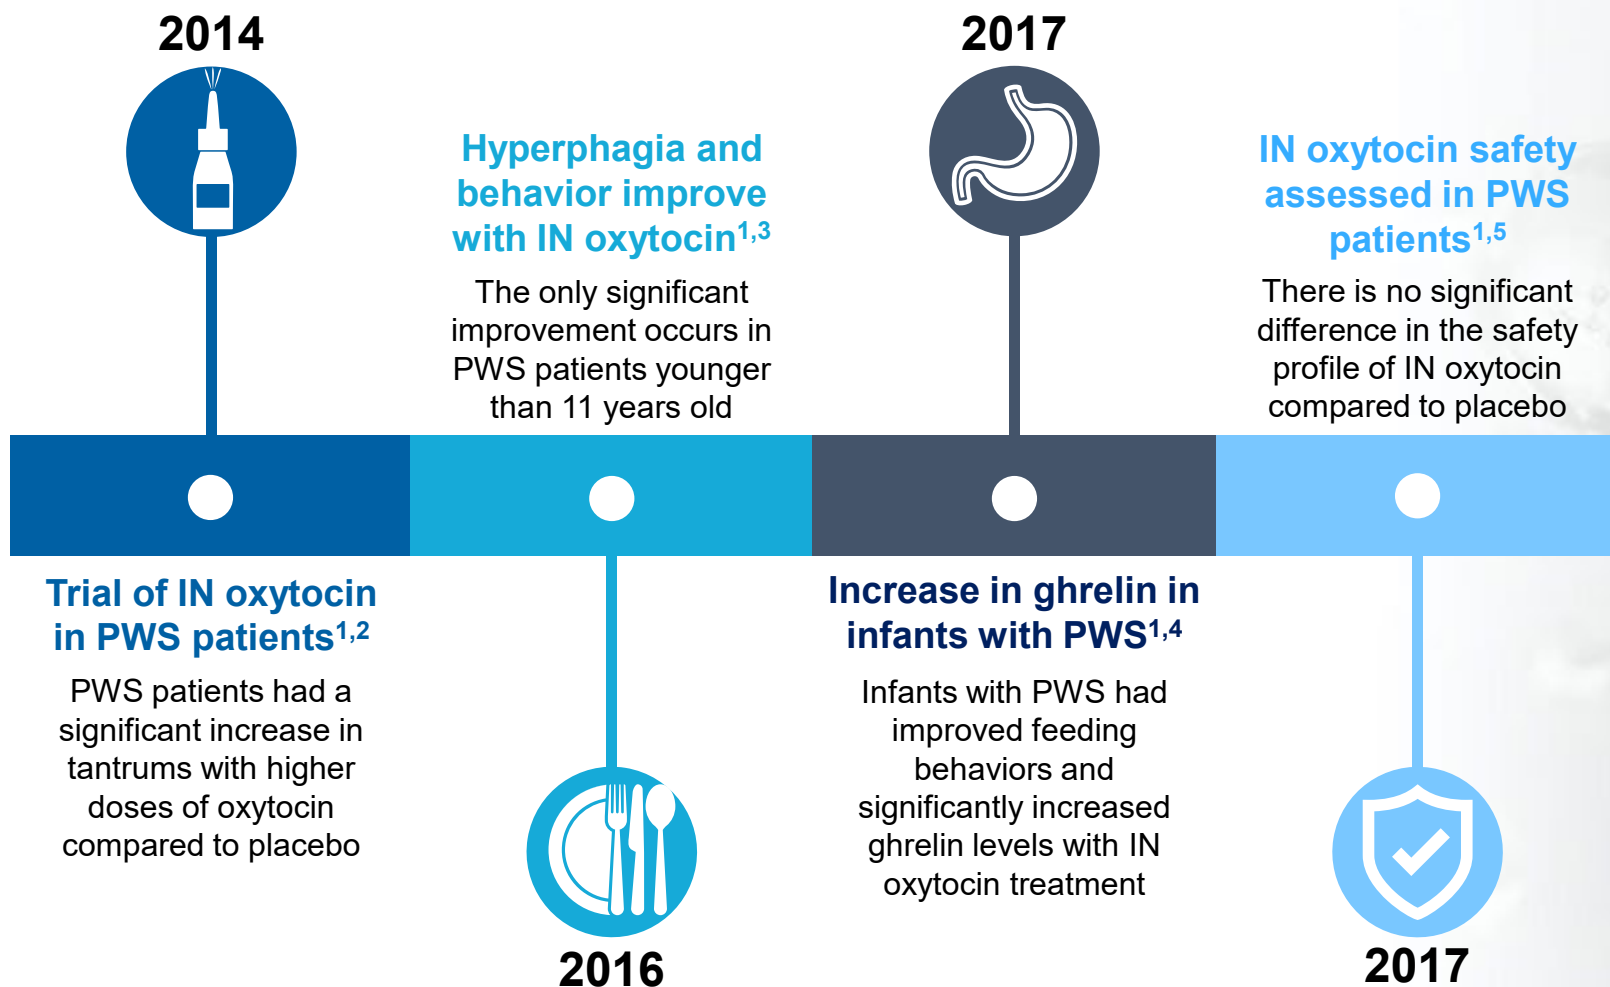 2014
Trial of IN oxytocin
in PWS patients1,2
PWS patients had a
significant increase in
tantrums with higher
doses of oxytocin
compared to placebo
Hyperphagia and
behavior improve
with IN oxytocin1,3
The only significant
improvement occurs in
PWS patients younger
than 11 years old
2016
2017
Increase in ghrelin in
infants with PWS1,4
Infants with PWS had
improved feeding
behaviors and
significantly increased
ghrelin levels with IN
oxytocin treatment
IN oxytocin safety
assessed in PWS
patients1,5
There is no significant
difference in the safety
profile of IN oxytocin
compared to placebo
2017